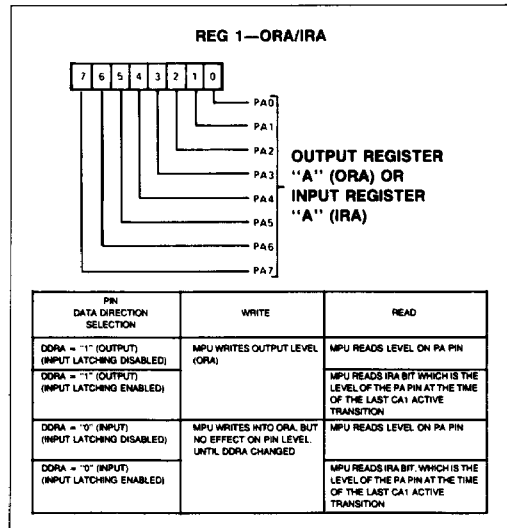 REG 1—ORA/IRA
7 6 5 4 3 2 1 0
PA0
PA1
PA2
PA3
PA4
PA5
PA6
PA7
OUTPUT REGISTER
"A" (ORA) OR
INPUT REGISTER
"A" (IRA)
PIN
DATA DIRECTION
SELECTION
WRITE
READ
DDRA = "1" (OUTPUT)
(INPUT LATCHING DISABLED)
MPU WRITES OUTPUT LEVEL
(ORA)
MPU READS LEVEL ON PA PIN
DDRA = "1" (OUTPUT)
(INPUT LATCHING ENABLED)
MPU READS IRA BIT WHICH IS THE
LEVEL OF THE PA PIN AT THE TIME
OF THE LAST CA1 ACTIVE
TRANSITION
DDRA = "0" (INPUT)
(INPUT LATCHING DISABLED)
MPU WRITES INTO ORA, BUT
NO EFFECT ON PIN LEVEL,
UNTIL DDRA CHANGED
MPU READS LEVEL ON PA PIN
DDRA = "0" (INPUT)
(INPUT LATCHING ENABLED)
MPU READS IRA BIT, WHICH IS THE
LEVEL OF THE PA PIN AT THE TIME
OF THE LAST CA1 ACTIVE
TRANSITION